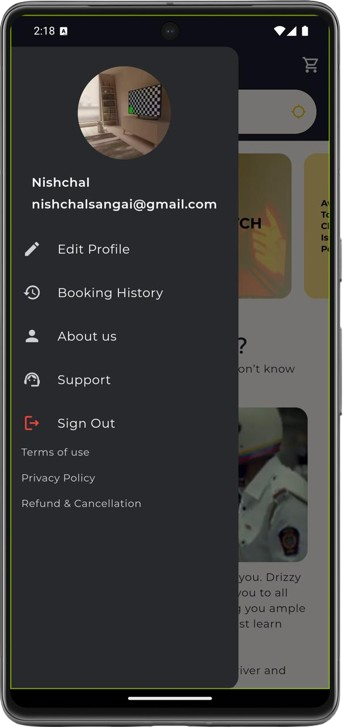 2:18 A
TCH
Nishchal
nishchalsangai@gmail.com
Edit Profile
Booking History
?
on't know
About us
Support
Sign Out
Terms of use
Privacy Policy
Refund & Cancellation
you. Drizzy
you to all
g you ample
st learn
iver and